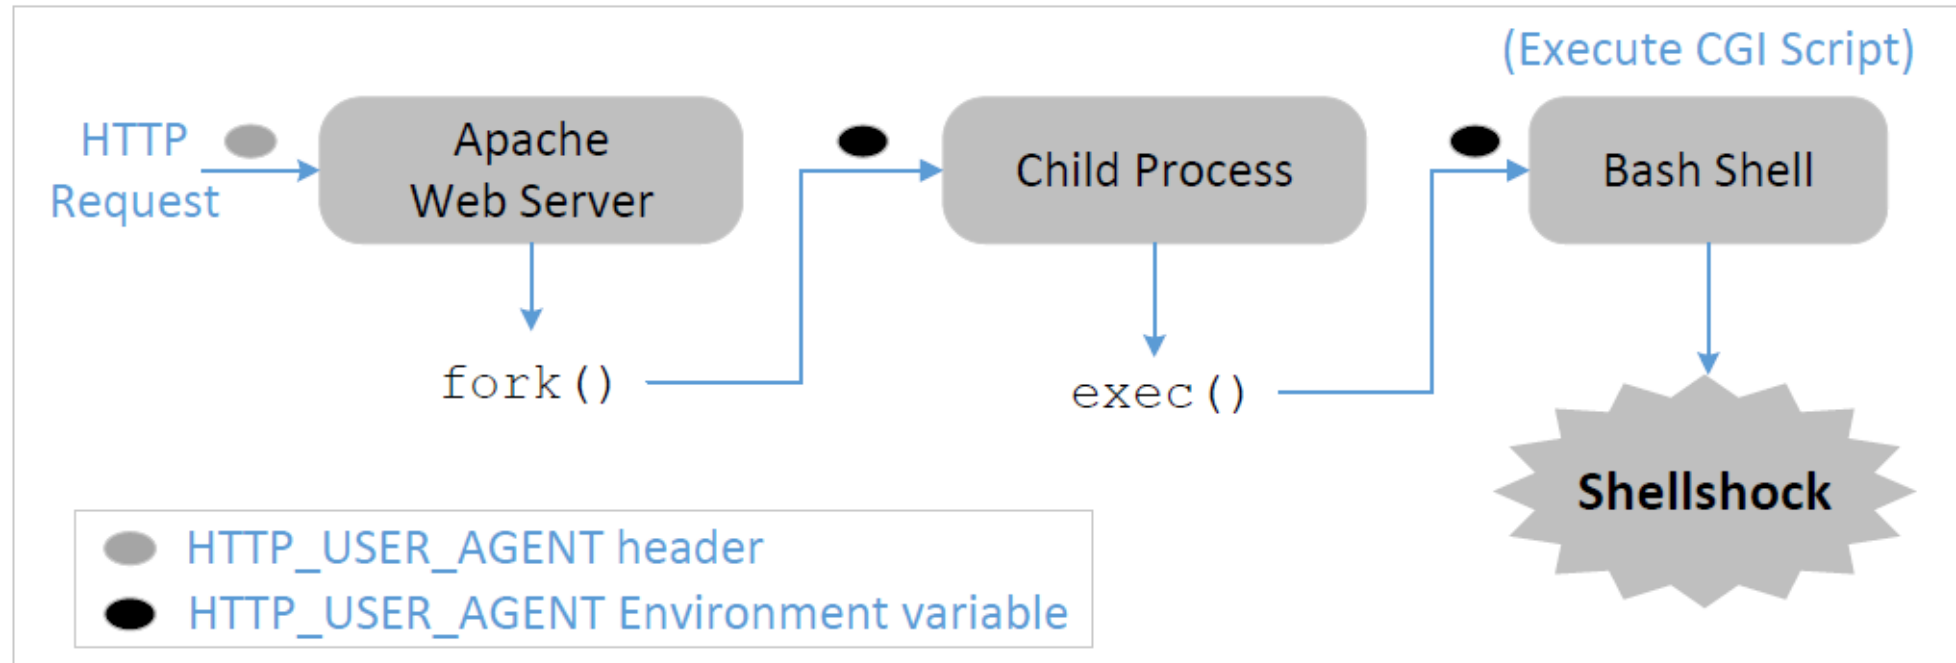 (Execute CGI Script)
HTTP
Request
Apache
Web Server
Child Process
Bash Shell
fork()
exec()
Shellshock
HTTP_USER_AGENT header
HTTP_USER_AGENT Environment variable